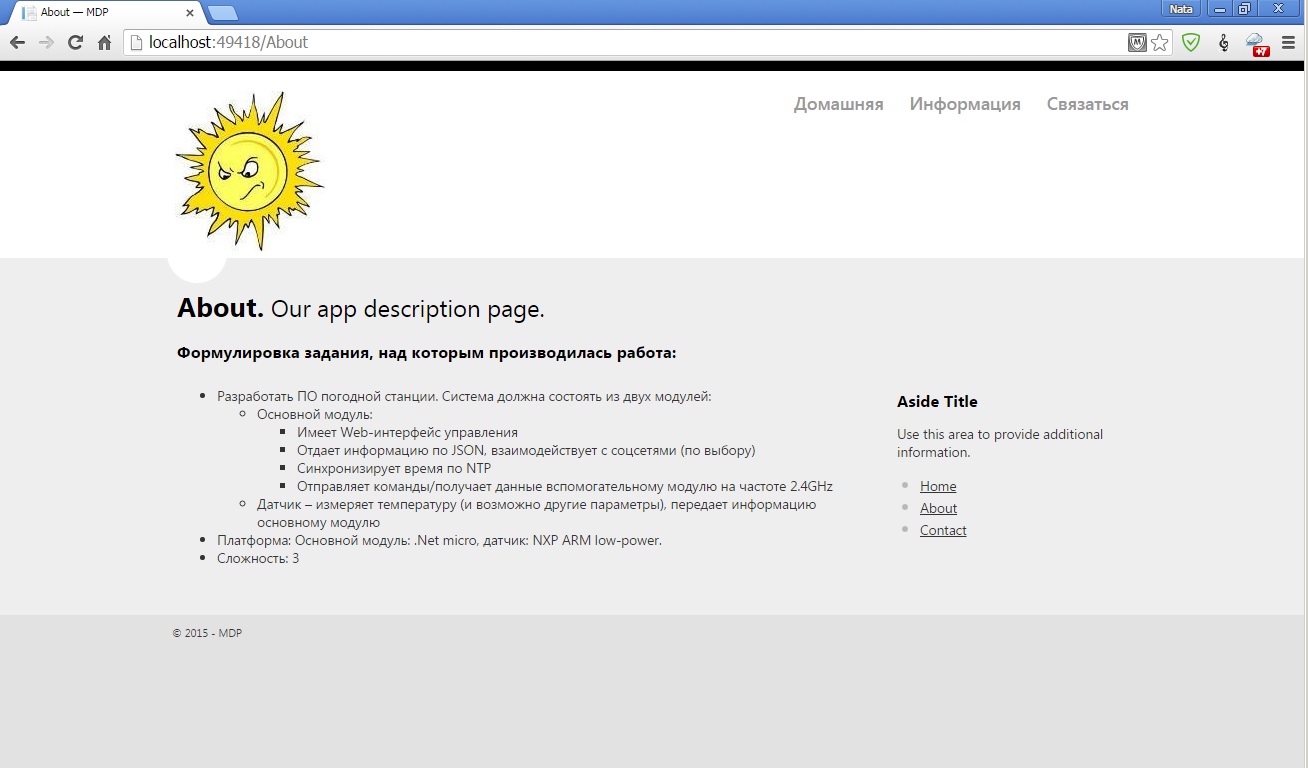 About — MDP
Nata
localhost:49418/About
+7
Домашняя Информация Связаться
About. Our app description page.
Формулировка задания, над которым производилась работа:
Разработать ПО погодной станции. Система должна состоять из двух модулей:
Основной модуль:
Имеет Web-интерфейс управления
Отдает информацию по JSON, взаимодействует с соцсетями (по выбору)
Синхронизирует время по NTP
Отправляет команды/получает данные вспомогательному модулю на частоте 2.4GHz
Датчик – измеряет температуру (и возможно другие параметры), передает информацию
основному модулю
Платформа: Основной модуль: .Net micro, датчик: NXP ARM low-power.
Сложность: 3
Aside Title
Use this area to provide additional
information.
Home
About
Contact
© 2015 - MDP